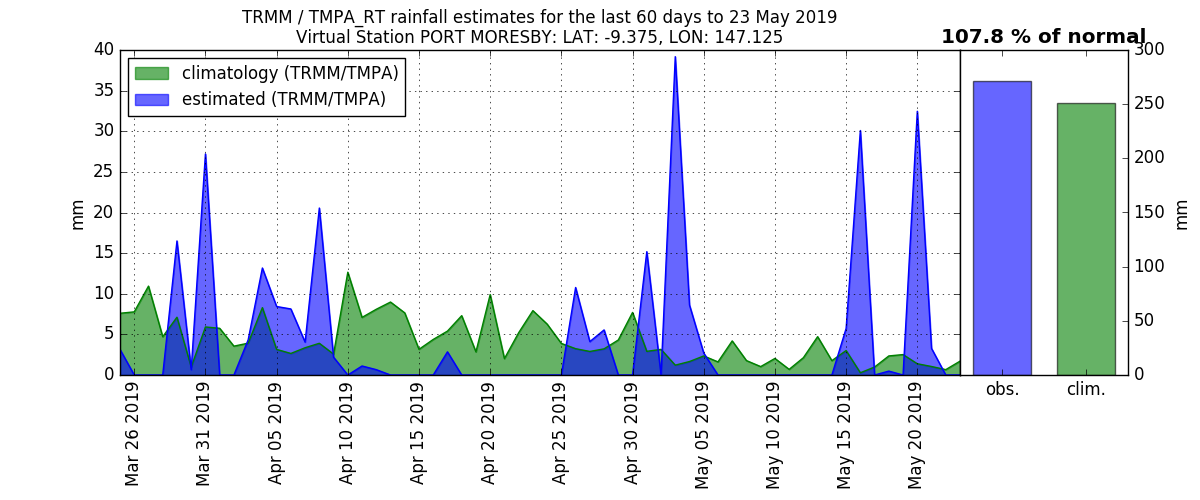 TRMM / TMPA_RT rainfall estimates for the last 60 days to 23 May 2019
Virtual Station PORT MORESBY: LAT: -9.375, LON: 147.125
107.8 % of normal
climatology (TRMM/TMPA)
estimated (TRMM/TMPA)
mm
40
35
30
25
20
15
10
5
0
Mar 26 2019
Mar 31 2019
Apr 05 2019
Apr 10 2019
Apr 15 2019
Apr 20 2019
Apr 25 2019
Apr 30 2019
May 05 2019
May 10 2019
May 15 2019
May 20 2019
300
250
200
150
100
50
0
mm
obs.
clim.